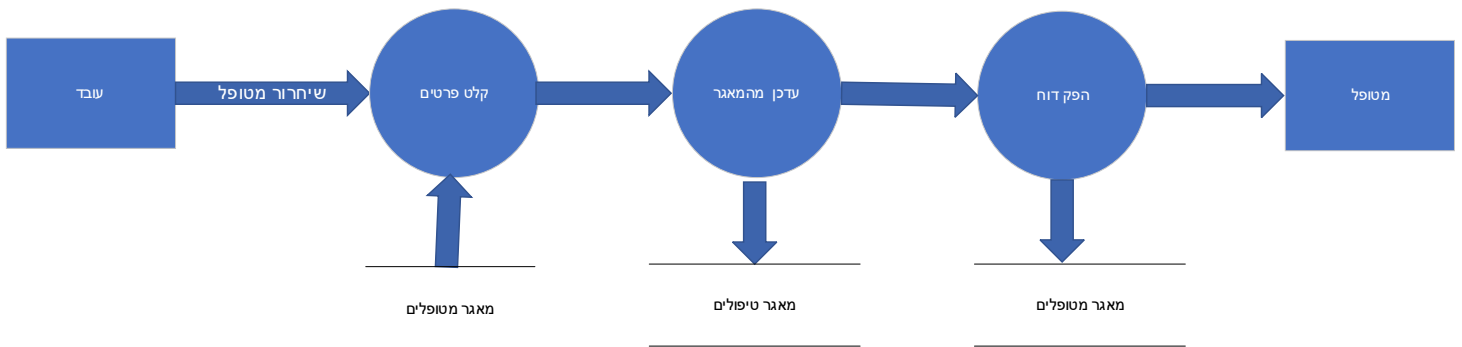 עובד
שיחרור מטופל
קלט פרטים
עדכן מהמאגר
הפק דוח
מטופל
מאגר מטופלים
מאגר טיפולים
מאגר מטופלים